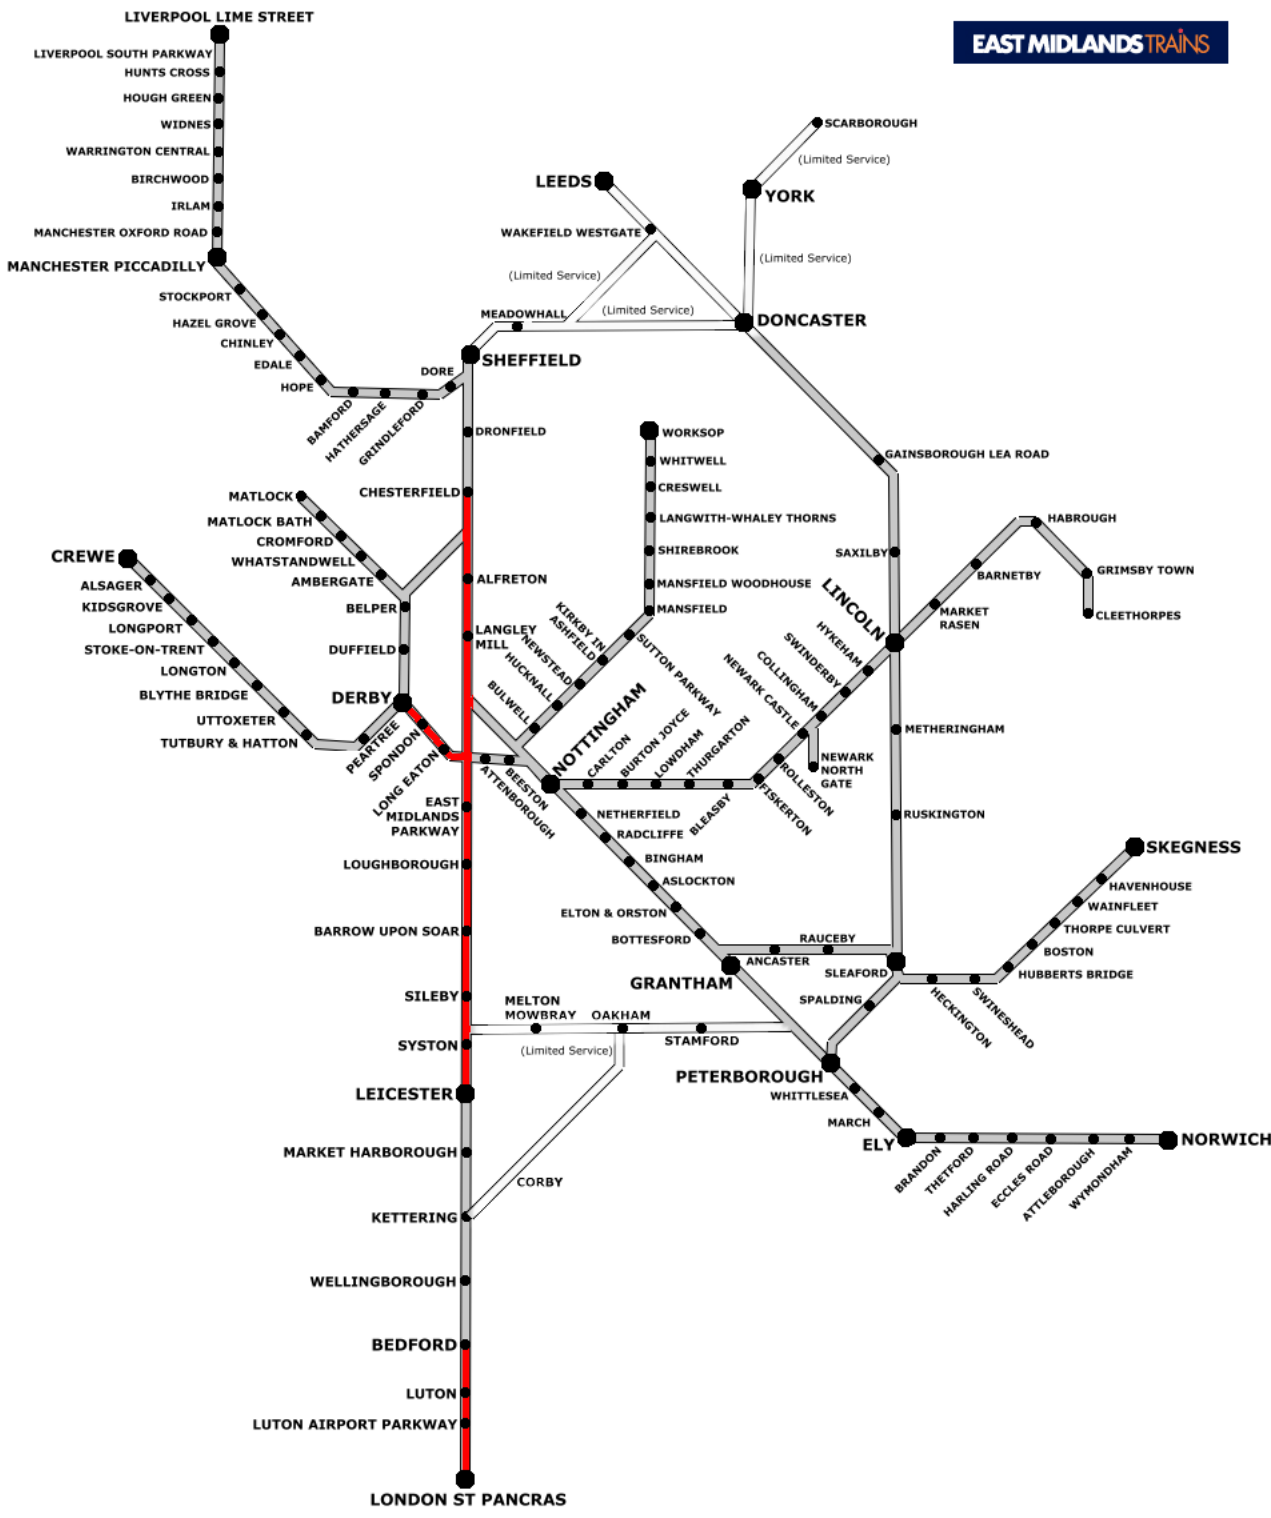 LIVERPOOL LIME STREET
EAST MIDLANDS TRAINS
LIVERPOOL SOUTH PARKWAY
HUNTS CROSS
HOUGH GREEN
WIDNES
WARRINGTON CENTRAL
BIRCHWOOD
IRLAM
MANCHESTER OXFORD ROAD
MANCHESTER PICCADILLY
STOCKPORT
HAZEL GROVE
CHINLEY
EDALE
HOPE
BAMFORD
HATHERSAGE
GRINDLEFORD
DORE
SCARBOROUGH
(Limited Service)
LEEDS
YORK
WAKEFIELD WESTGATE
(Limited Service)
(Limited Service)
(Limited Service)
MEADOWHALL
DONCASTER
SHEFFIELD
DRONFIELD
CHESTERFIELD
WORKSOP
WHITWELL
CRESWELL
LANGWITH-WHALEY THORNS
SHIREBROOK
MANSFIELD WOODHOUSE
MANSFIELD
SUTTON PARKWAY
KIRKBY IN
ASHFIELD
NEWSTEAD
HUCKNALL
BULWELL
GAINSBOROUGH LEA ROAD
SAXILBY
LINCOLN
HABROUGH
GRIMSBY TOWN
CLEETHORPES
BARNETBY
MARKET
RASEN
HYKEHAM
SWINDERBY
COLLINGHAM
NEWARK CASTLE
NEWARK
NORTH
GATE
ROLLESTON
FISKERTON
BLEASBY
THURGARTON
LOWDHAM
BURTON JOYCE
CARLTON
NOTTINGHAM
MATLOCK
MATLOCK BATH
CROMFORD
WHATSTANDWELL
AMBERGATE
BELPER
DUFFIELD
DERBY
CREWE
ALSAGER
KIDSGROVE
LONGPORT
STOKE-ON-TRENT
LONGTON
BLYTHE BRIDGE
UTTOXETER
TUTBURY & HATTON
PEARTREE
SPONDON
LONG EATON
ALFRETON
LANGLEY
MILL
ATTENBOROUGH
BEESTON
EAST
MIDLANDS
PARKWAY
LOUGHBOROUGH
BARROW UPON SOAR
SILEBY
SYSTON
LEICESTER
NETHERFIELD
RADCLIFFE
BINGHAM
ASLOCKTON
ELTON & ORSTON
BOTTESFORD
GRANTHAM
ANCASTER
RAUCEBY
SLEAFORD
METHERINGHAM
RUSKINGTON
SKEGNESS
HAVENHOUSE
WAINFLEET
THORPE CULVERT
BOSTON
HUBBERTS BRIDGE
SWINESHEAD
HECKINGTON
SPALDING
MELTON
MOWBRAY
OAKHAM
STAMFORD
(Limited Service)
PETERBOROUGH
WHITTLESEA
MARCH
ELY
BRANDON
THETFORD
HARLING ROAD
ECCLES ROAD
ATTLEBOROUGH
WYMONDHAM
NORWICH
MARKET HARBOROUGH
CORBY
KETTERING
WELLINGBOROUGH
BEDFORD
LUTON
LUTON AIRPORT PARKWAY
LONDON ST PANCRAS